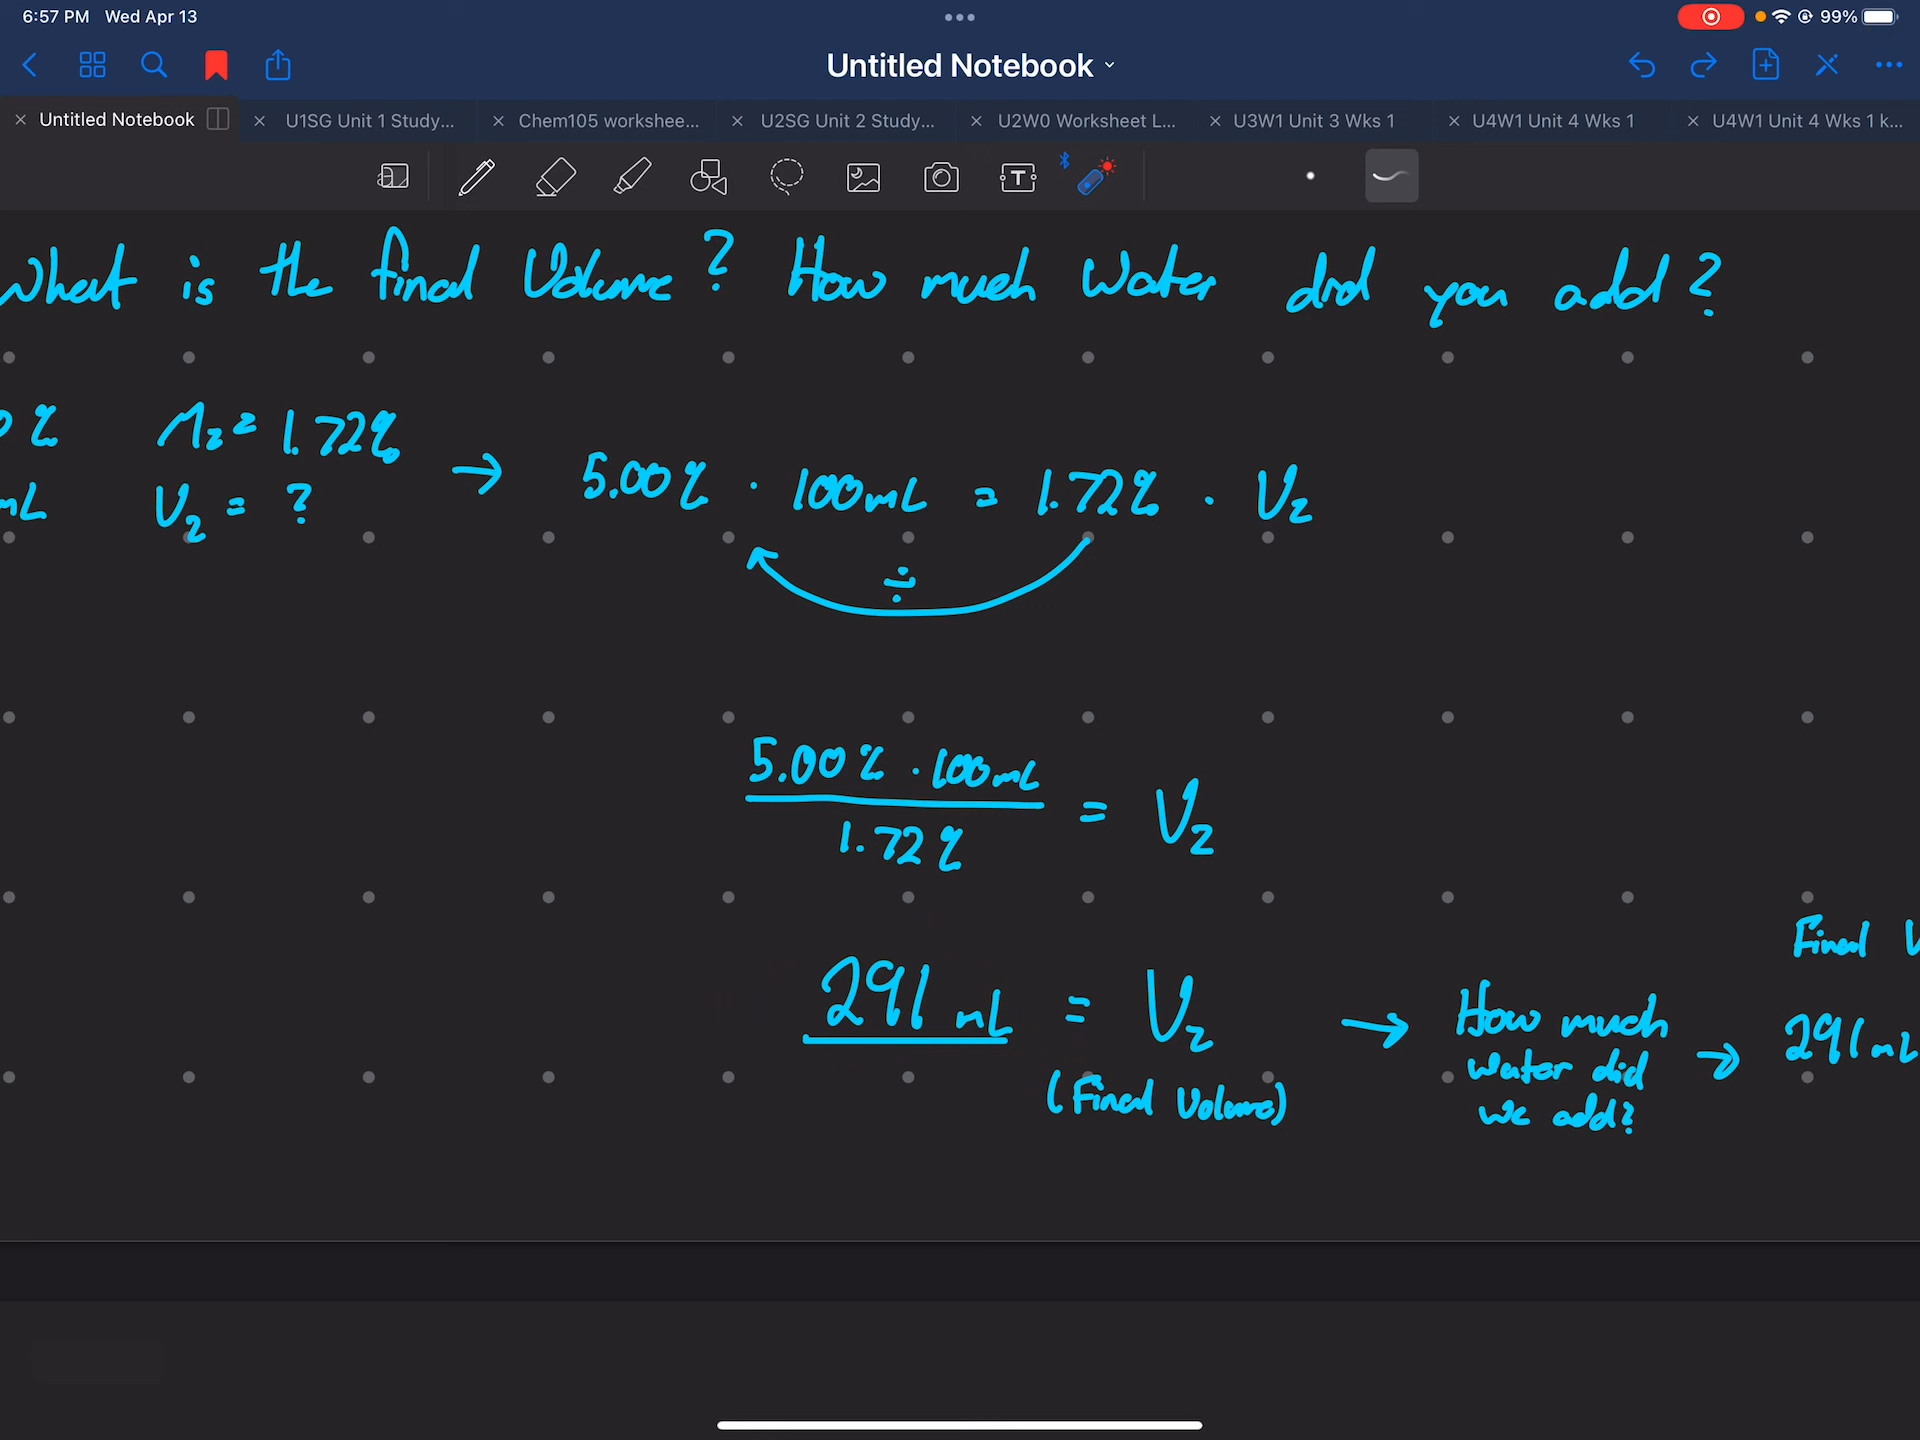 6:57 PM Wed Apr 13
99%
Untitled Notebook
Untitled Notebook
U1SG Unit 1 Study...
Chem105 workshee...
U2SG Unit 2 Study...
U2W0 Worksheet L...
U3W1 Unit 3 Wks 1
U4W1 Unit 4 Wks 1
U4W1 Unit 4 Wks 1 k...
What is the final Volume? How much Water did you add?
0% M₂ = 1.72%
mL V₂ = ?
→ 5.00% · 100mL = 1.72% · V₂
÷
5.00% · 100mL
1.72%
= V₂
291 mL = V₂
(Final Volume)
→ How much
water did
we add?
→ Final V
291 mL